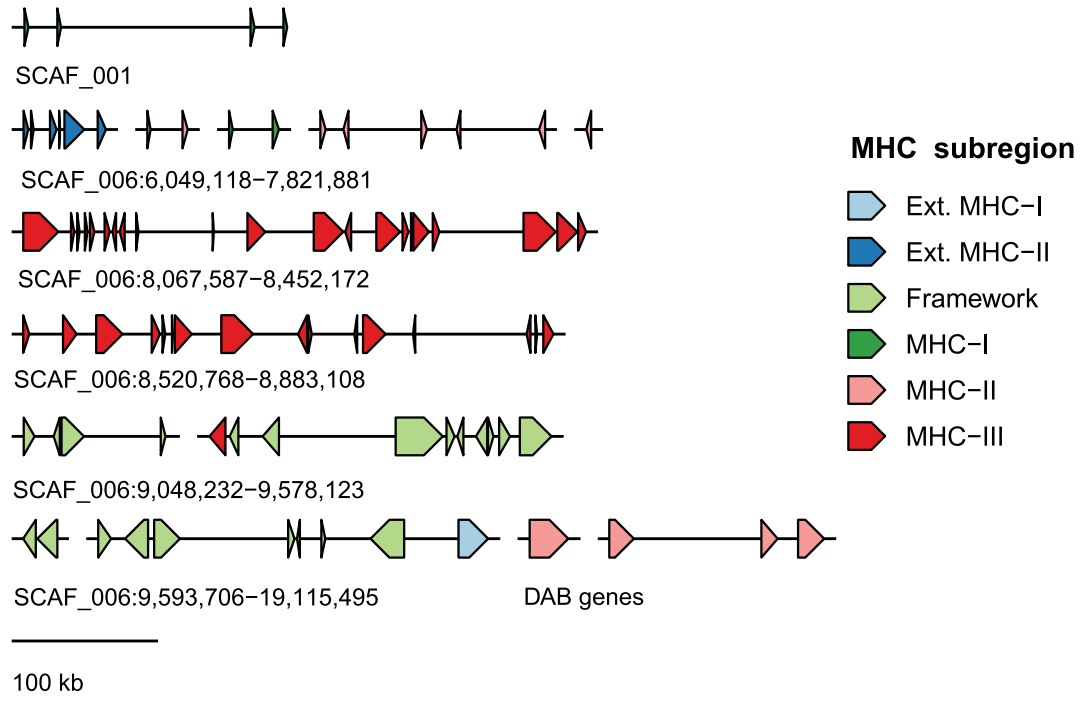 SCAF_001
SCAF_006:6,049,118−7,821,881
SCAF_006:8,067,587−8,452,172
SCAF_006:8,520,768−8,883,108
SCAF_006:9,048,232−9,578,123
SCAF_006:9,593,706−19,115,495
DAB genes
100 kb
MHC subregion
Ext. MHC−I
Ext. MHC−II
Framework
MHC−I
MHC−II
MHC−III